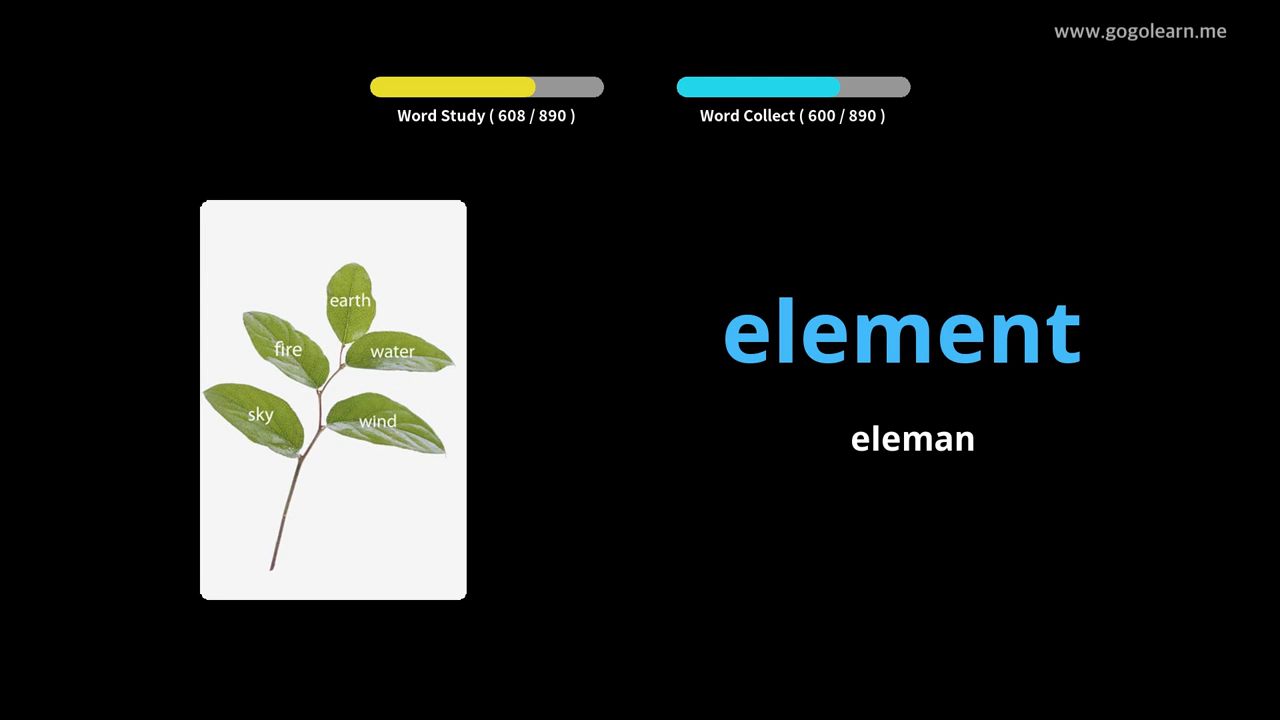 www.gogolearn.me
Word Study ( 608 / 890 )
Word Collect ( 600 / 890 )
earth
fire
water
sky
wind
element
eleman